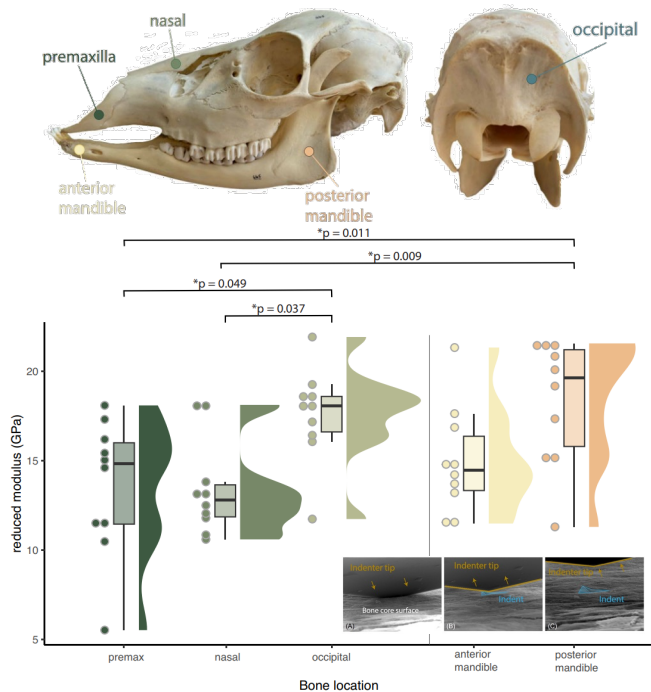 nasal
premaxilla
occipital
anterior
mandible
posterior
mandible
*p = 0.011
*p = 0.009
*p = 0.049
*p = 0.037
reduced modulus (GPa)
20
15
10
5
Indenter tip
Bone core surface
(A)
Indenter tip
Indent
(B)
Indenter tip
Indent
(C)
premax
nasal
occipital
anterior
mandible
posterior
mandible
Bone location